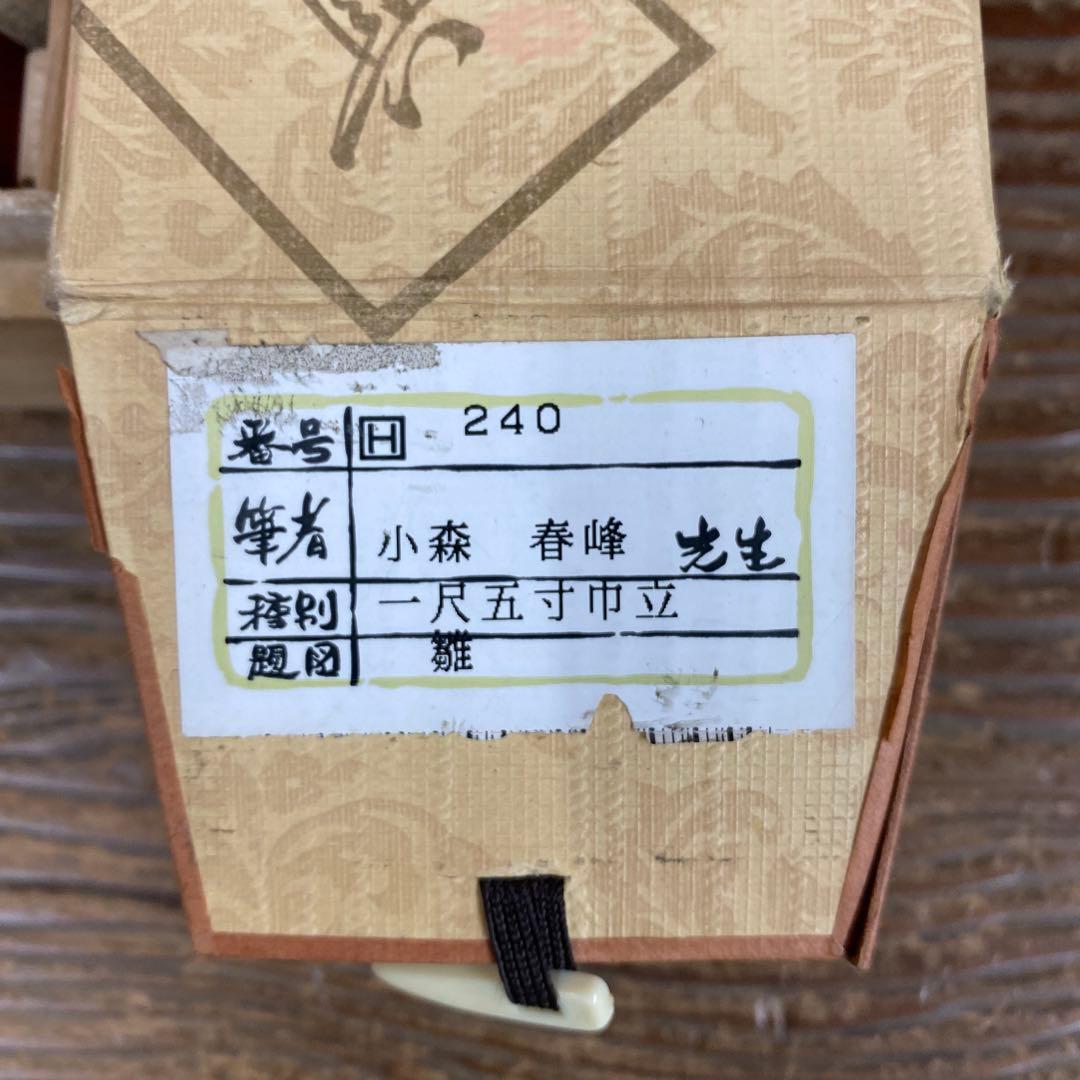 番号 H 240
筆者 小森 春峰 先生
種別 一尺五寸巾立
題図 雛